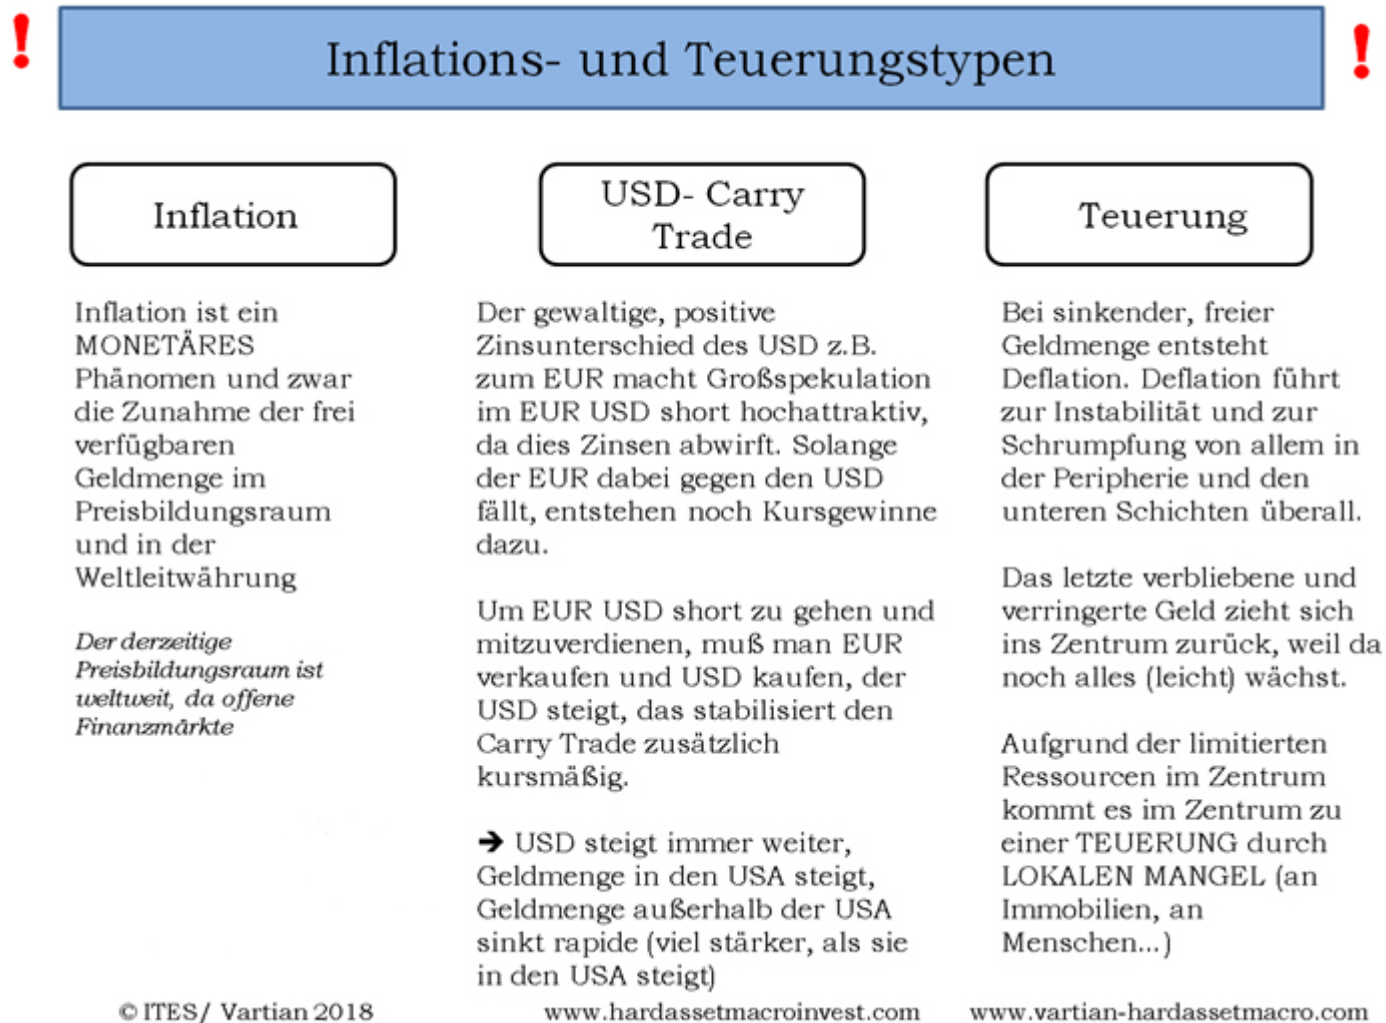 !
Inflations- und Teuerungstypen
!
Inflation
Inflation ist ein
MONETÄRES
Phänomen und zwar
die Zunahme der frei
verfügbaren
Geldmenge im
Preisbildungsraum
und in der
Weltleitwährung
Der derzeitige
Preisbildungsraum ist
weltweit, da offene
Finanzmärkte
USD- Carry
Trade
Der gewaltige, positive
Zinsunterschied des USD z.B.
zum EUR macht Großspekulation
im EUR USD short hochattraktiv,
da dies Zinsen abwirft. Solange
der EUR dabei gegen den USD
fällt, entstehen noch Kursgewinne
dazu.
Um EUR USD short zu gehen und
mitzuverdienen, muß man EUR
verkaufen und USD kaufen, der
USD steigt, das stabilisiert den
Carry Trade zusätzlich
kursmäßig.
➔ USD steigt immer weiter,
Geldmenge in den USA steigt,
Geldmenge außerhalb der USA
sinkt rapide (viel stärker, als sie
in den USA steigt)
Teuerung
Bei sinkender, freier
Geldmenge entsteht
Deflation. Deflation führt
zur Instabilität und zur
Schrumpfung von allem in
der Peripherie und den
unteren Schichten überall.
Das letzte verbliebene und
verringerte Geld zieht sich
ins Zentrum zurück, weil da
noch alles (leicht) wächst.
Aufgrund der limitierten
Ressourcen im Zentrum
kommt es im Zentrum zu
einer TEUERUNG durch
LOKALEN MANGEL (an
Immobilien, an
Menschen...)
© ITES/ Vartian 2018
www.hardassetmacroinvest.com
www.vartian-hardassetmacro.com